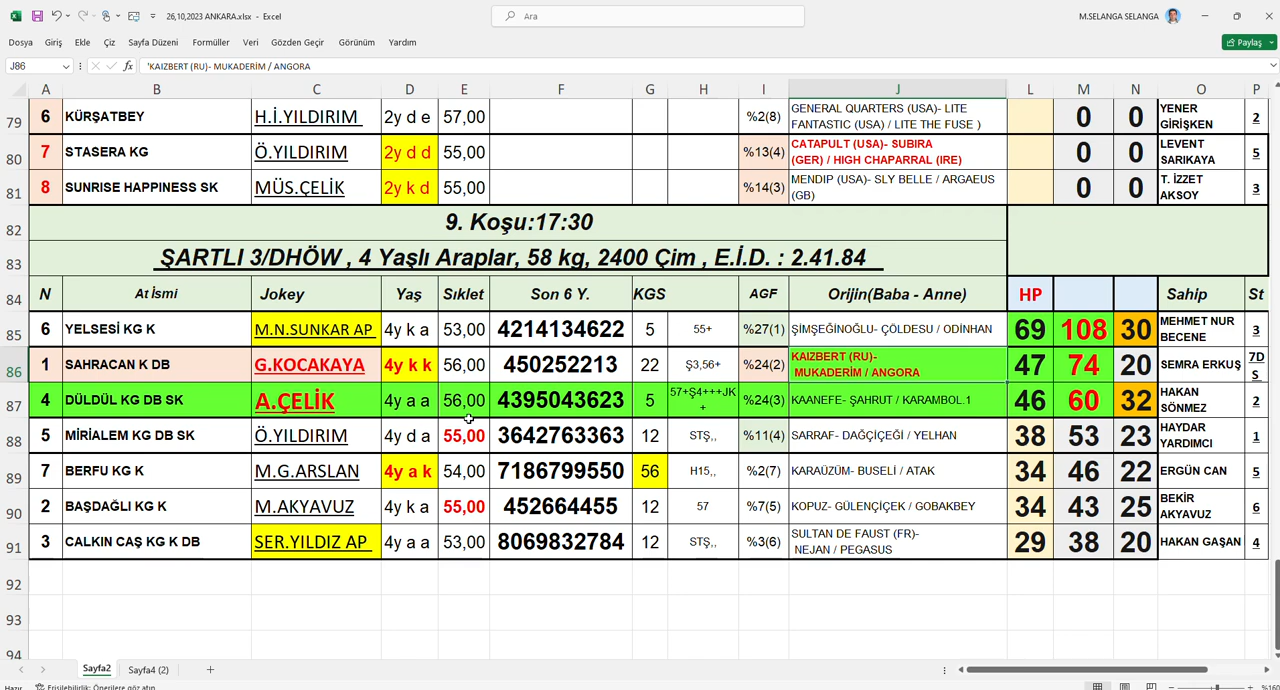 26,10,2023 ANKARA.xlsx - Excel
Ara
M.SELANGA SELANGA
Dosya Giriş Ekle Çiz Sayfa Düzeni Formüller Veri Gözden Geçir Görünüm Yardım
Paylaş
J86
fx 'KAIZBERT (RU)- MUKADERİM / ANGORA
A B C D E F G H I J L M N O P
79 6 KÜRŞATBEY H.İ.YILDIRIM 2y d e 57,00 %2(8) GENERAL QUARTERS (USA)- LITE FANTASTIC (USA) / LITE THE FUSE ) 0 0 YENER GİRİŞKEN 2
80 7 STASERA KG Ö.YILDIRIM 2y d d 55,00 %13(4) CATAPULT (USA)- SUBIRA (GER) / HIGH CHAPARRAL (IRE) 0 0 LEVENT SARIKAYA 5
81 8 SUNRISE HAPPINESS SK MÜS.ÇELİK 2y k d 55,00 %14(3) MENDIP (USA)- SLY BELLE / ARGAEUS (GB) 0 0 T. İZZET AKSOY 3
82 9. Koşu:17:30
83 ŞARTLI 3/DHÖW , 4 Yaşlı Araplar, 58 kg, 2400 Çim , E.İ.D. : 2.41.84
84 N At İsmi Jokey Yaş Sıklet Son 6 Y. KGS AGF Orijin(Baba - Anne) HP Sahip St
85 6 YELSESİ KG K M.N.SUNKAR AP 4y k a 53,00 4214134622 5 55+ %27(1) ŞİMŞEĞİNOĞLU- ÇÖLDESU / ODİNHAN 69 108 30 MEHMET NUR BECENE 3
86 1 SAHRACAN K DB G.KOCAKAYA 4y k k 56,00 450252213 22 Ş3,56+ %24(2) KAIZBERT (RU)- MUKADERİM / ANGORA 47 74 20 SEMRA ERKUŞ 7D S
87 4 DÜLDÜL KG DB SK A.ÇELİK 4y a a 56,00 4395043623 5 57+Ş4+++JK + %24(3) KAANEFE- ŞAHRUT / KARAMBOL.1 46 60 32 HAKAN SÖNMEZ 2
88 5 MİRİALEM KG DB SK Ö.YILDIRIM 4y d a 55,00 3642763363 12 STŞ,, %11(4) SARRAF- DAĞÇİÇEĞİ / YELHAN 38 53 23 HAYDAR YARDIMCI 1
89 7 BERFU KG K M.G.ARSLAN 4y a k 54,00 7186799550 56 H15,, %2(7) KARAÜZÜM- BUSELİ / ATAK 34 46 22 ERGÜN CAN 5
90 2 BAŞDAĞLI KG K M.AKYAVUZ 4y k a 55,00 452664455 12 57 %7(5) KOPUZ- GÜLENÇİÇEK / GOBAKBEY 34 43 25 BEKİR AKYAVUZ 6
91 3 CALKIN CAŞ KG K DB SER.YILDIZ AP 4y a a 53,00 8069832784 12 STŞ,, %3(6) SULTAN DE FAUST (FR)- NEJAN / PEGASUS 29 38 20 HAKAN GAŞAN 4
92
93
94
Sayfa2 Sayfa4 (2)
Hazır Erişilebilirlik: Önerilere göz atın %160